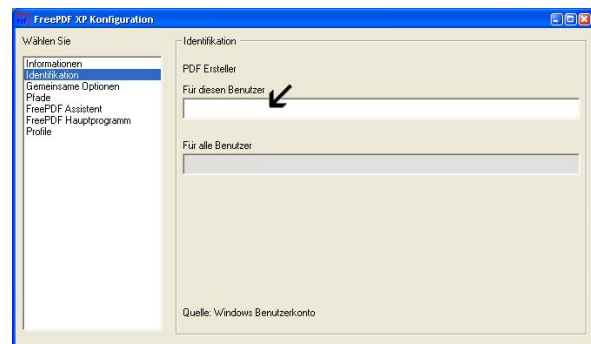 FreePDF XP Konfiguration
Wählen Sie
Informationen
Identifikation
Gemeinsame Optionen
Pfade
FreePDF Assistent
FreePDF Hauptprogramm
Profile
Identifikation
PDF Ersteller
Für diesen Benutzer
Für alle Benutzer
Quelle: Windows Benutzerkonto